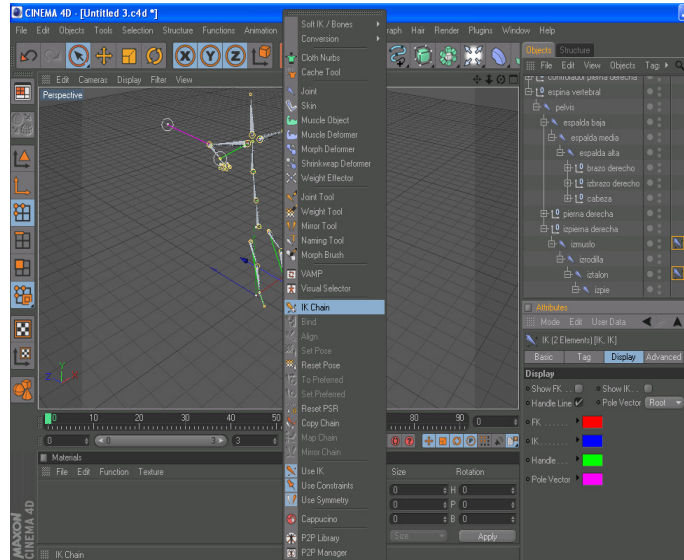 CINEMA 4D - [Untitled 3.c4d *]
File Edit Objects Tools Selection Structure Functions Animation
aph Hair Render Plugins Window Help
Soft IK / Bones
Conversion
Cloth Nurbs
Cache Tool
Joint
Skin
Muscle Object
Muscle Deformer
Morph Deformer
Shrinkwrap Deformer
Weight Effector
Joint Tool
Weight Tool
Mirror Tool
Naming Tool
Morph Brush
VAMP
Visual Selector
IK Chain
Bind
Align
Set Pose
Reset Pose
To Preferred
Set Preferred
Reset PSR
Copy Chain
Map Chain
Mirror Chain
Use IK
Use Constraints
Use Symmetry
Cappucino
P2P Library
P2P Manager
X Y Z
Edit Cameras Display Filter View
Perspective
Y
Z X
Objects Structure
File Edit View Objects Tag:
controlador pierna derecha
espina vertebral
pelvis
espalda baja
espalda media
espalda alta
brazo derecho
izbrazo derecho
cabeza
pierna derecha
izpierna derecha
izmuslo
izrodilla
iztalon
izpie
Attributes
Mode Edit User Data
IK (2 Elements) [IK, IK]
Basic Tag Display Advanced
Display
Show FK . . Show IK . .
Handle Line Pole Vector Root
FK . . . . . .
IK . . . . . .
Handle . . .
Pole Vector
0 10 20 30 40 50 80 90 0
0 0 3 3
Materials
File Edit Function Texture
Size Rotation
0 H 0
0 P 0
0 B 0
Size Apply
MAXON
CINEMA 4D
IK Chain